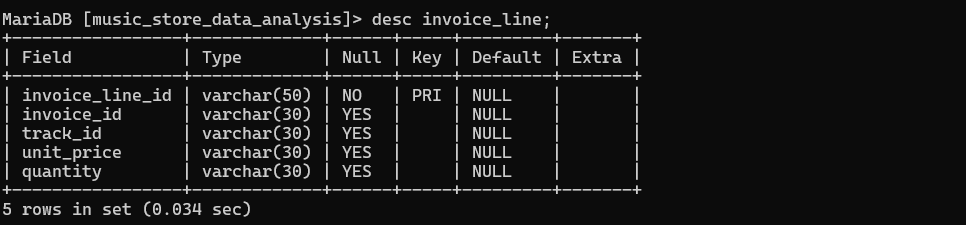 MariaDB [music_store_data_analysis]> desc invoice_line;
+-----------------+-------------+------+-----+---------+-------+
| Field           | Type        | Null | Key | Default | Extra |
+-----------------+-------------+------+-----+---------+-------+
| invoice_line_id | varchar(50) | NO   | PRI | NULL    |       |
| invoice_id      | varchar(30) | YES  |     | NULL    |       |
| track_id        | varchar(30) | YES  |     | NULL    |       |
| unit_price      | varchar(30) | YES  |     | NULL    |       |
| quantity        | varchar(30) | YES  |     | NULL    |       |
+-----------------+-------------+------+-----+---------+-------+
5 rows in set (0.034 sec)